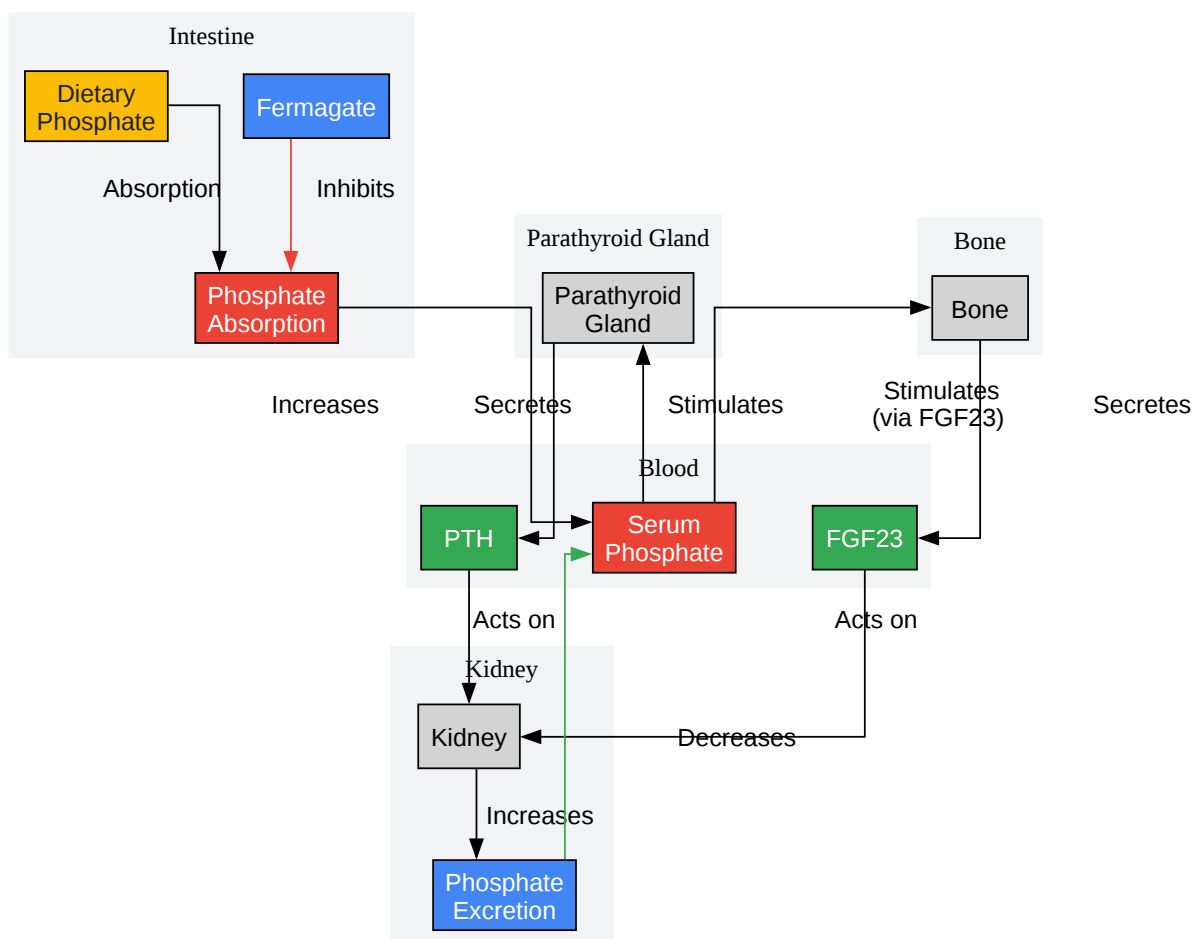 Intestine
Dietary
Phosphate
Fermagate
Absorption
Inhibits
Phosphate
Absorption
Parathyroid Gland
Parathyroid
Gland
Bone
Bone
Increases
Secretes
Stimulates
Stimulates
(via FGF23)
Secretes
Blood
PTH
Serum
Phosphate
FGF23
Acts on
Acts on
Kidney
Kidney
Decreases
Increases
Phosphate
Excretion